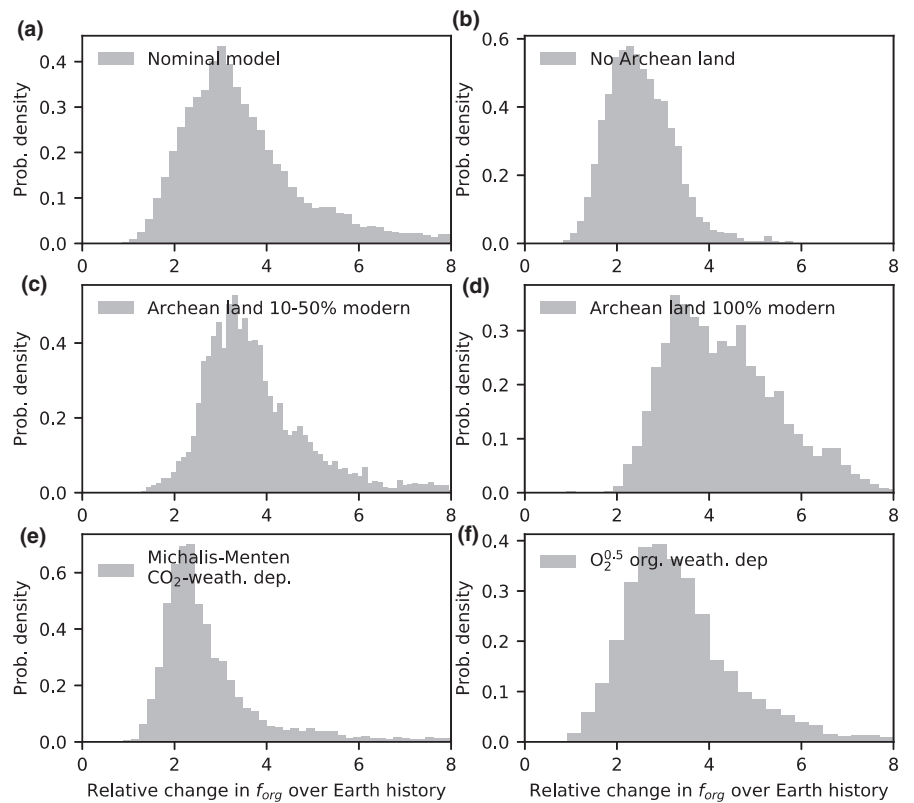 (a)
Nominal model
Prob. density
0.4
0.3
0.2
0.1
0.0
0 2 4 6 8
(b)
No Archean land
Prob. density
0.6
0.4
0.2
0.0
0 2 4 6 8
(c)
Archean land 10-50% modern
Prob. density
0.4
0.2
0.0
0 2 4 6 8
(d)
Archean land 100% modern
Prob. density
0.3
0.2
0.1
0.0
0 2 4 6 8
(e)
Michalis-Menten
CO₂-weath. dep.
Prob. density
0.6
0.4
0.2
0.0
0 2 4 6 8
Relative change in f_org over Earth history
(f)
O₂^0.5 org. weath. dep
Prob. density
0.4
0.3
0.2
0.1
0.0
0 2 4 6 8
Relative change in f_org over Earth history